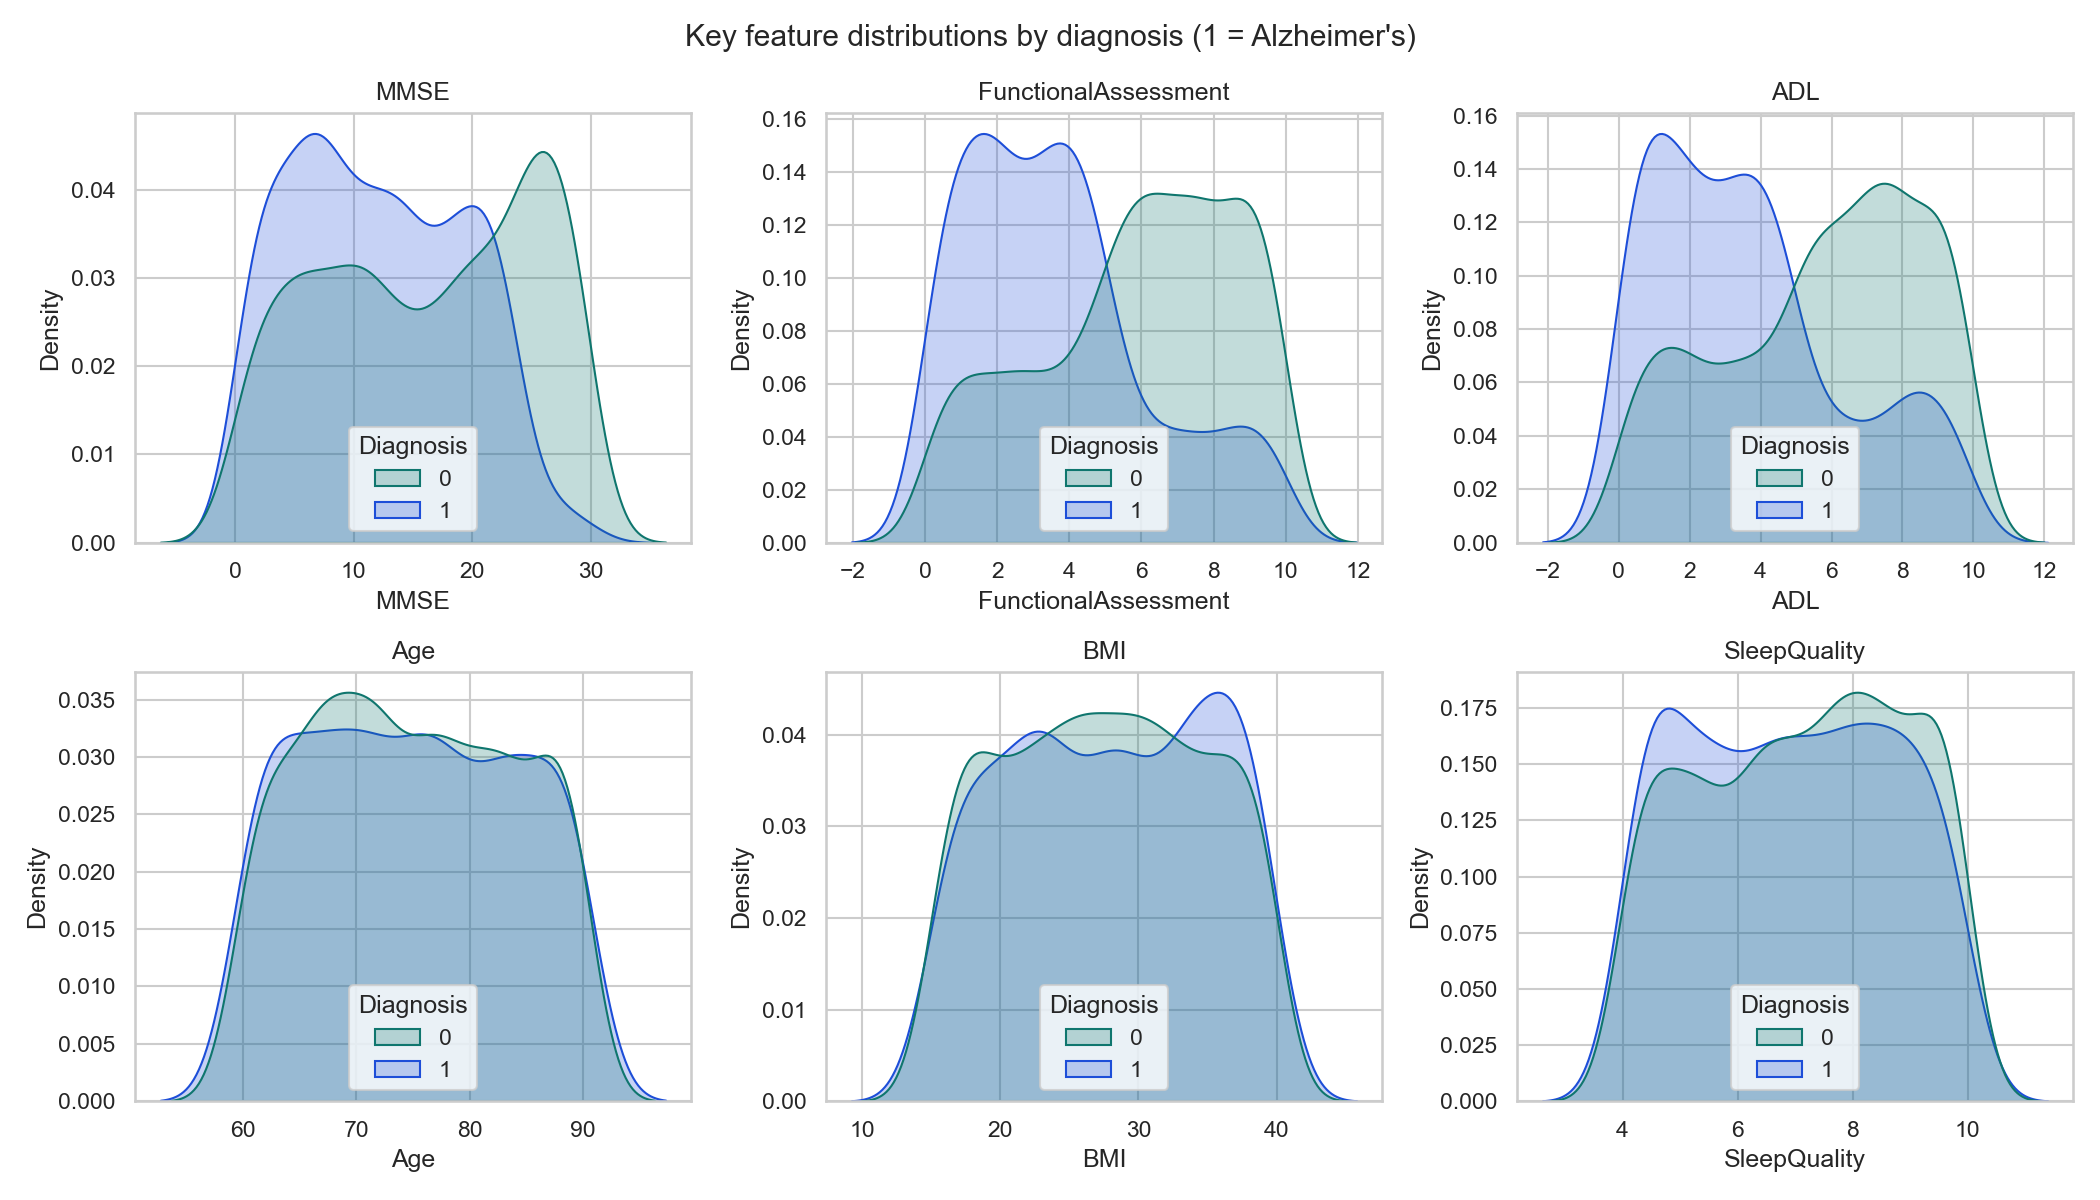 Key feature distributions by diagnosis (1 = Alzheimer's)
MMSE
Density
0.04
0.03
0.02
0.01
0.00
0 10 20 30
MMSE
Diagnosis
0
1
FunctionalAssessment
Density
0.16
0.14
0.12
0.10
0.08
0.06
0.04
0.02
0.00
−2 0 2 4 6 8 10 12
FunctionalAssessment
Diagnosis
0
1
ADL
Density
0.16
0.14
0.12
0.10
0.08
0.06
0.04
0.02
0.00
−2 0 2 4 6 8 10 12
ADL
Diagnosis
0
1
Age
Density
0.035
0.030
0.025
0.020
0.015
0.010
0.005
0.000
60 70 80 90
Age
Diagnosis
0
1
BMI
Density
0.04
0.03
0.02
0.01
0.00
10 20 30 40
BMI
Diagnosis
0
1
SleepQuality
Density
0.175
0.150
0.125
0.100
0.075
0.050
0.025
0.000
4 6 8 10
SleepQuality
Diagnosis
0
1